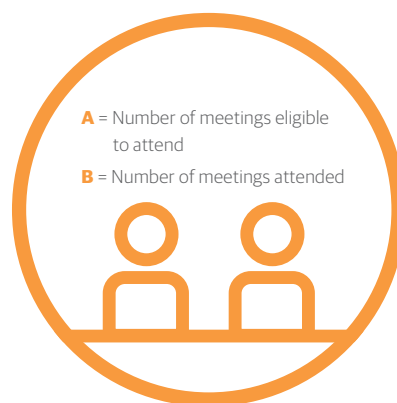 A = Number of meetings eligible
to attend
B = Number of meetings attended